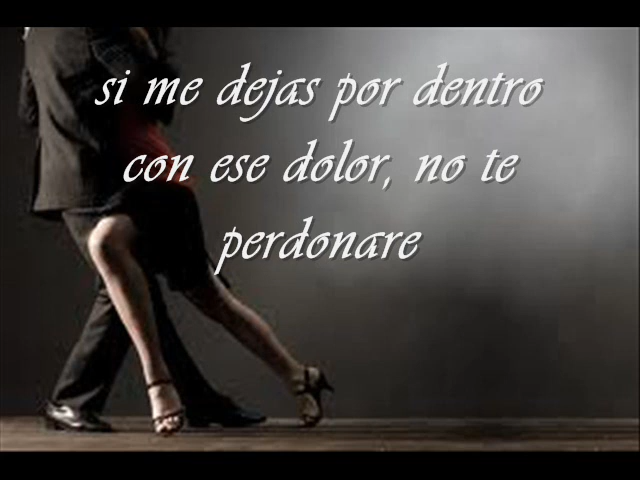 si me dejas por dentro
con ese dolor, no te
perdonare